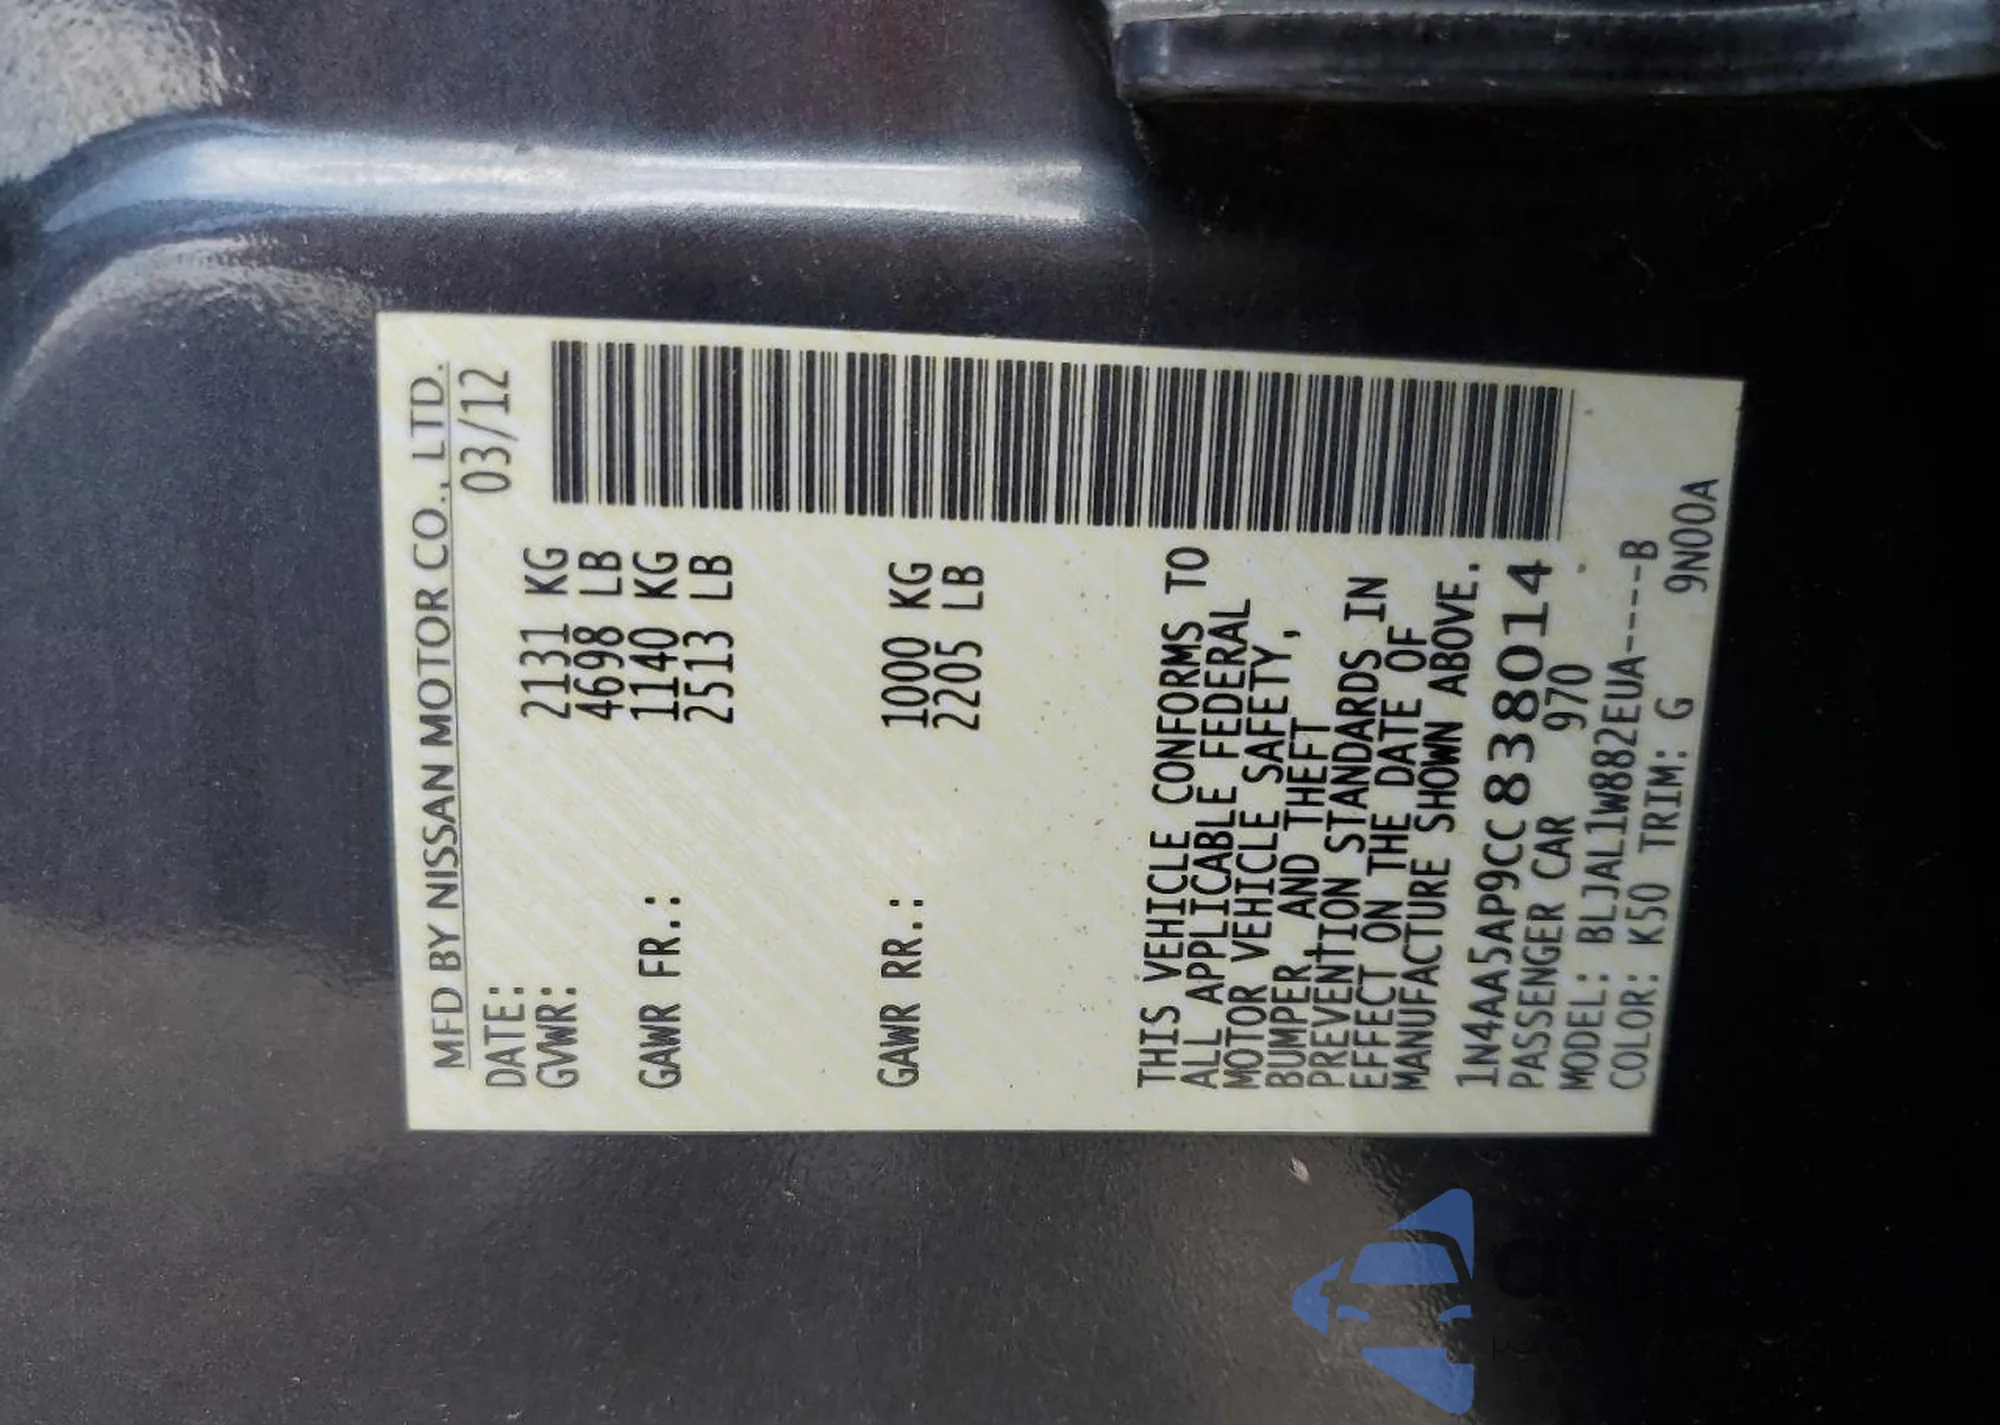 MFD BY NISSAN MOTOR CO., LTD.
DATE: 03/12
GVWR: 2131 KG
4698 LB
GAWR FR.: 1140 KG
2513 LB
GAWR RR.: 1000 KG
2205 LB
THIS VEHICLE CONFORMS TO
ALL APPLICABLE FEDERAL
MOTOR VEHICLE SAFETY,
BUMPER, AND THEFT
PREVENTION STANDARDS IN
EFFECT ON THE DATE OF
MANUFACTURE SHOWN ABOVE.
1N4AA5AP9CC838014
PASSENGER CAR 970
MODEL: BLJAL1W882EUA----B
COLOR: K50 TRIM: G 9N00A